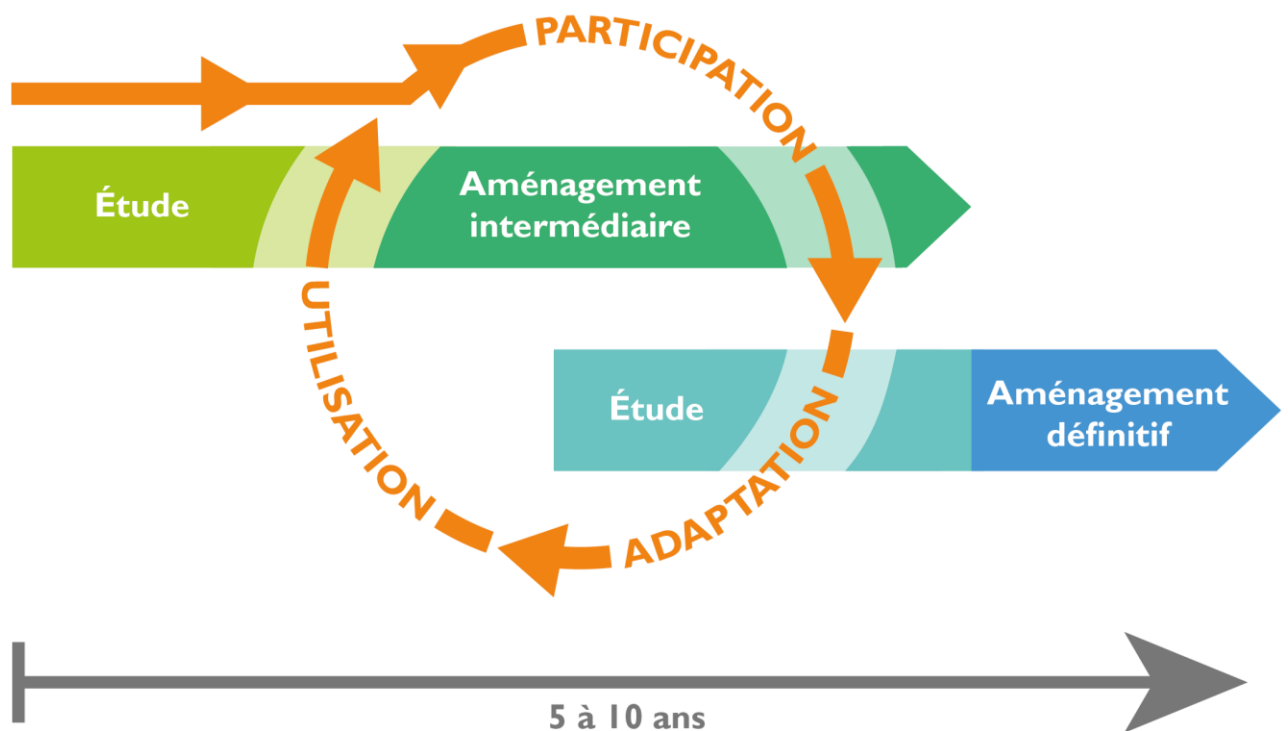 PARTICIPATION
Étude
Aménagement
intermédiaire
UTILISATION
ADAPTATION
Étude
Aménagement
définitif
5 à 10 ans